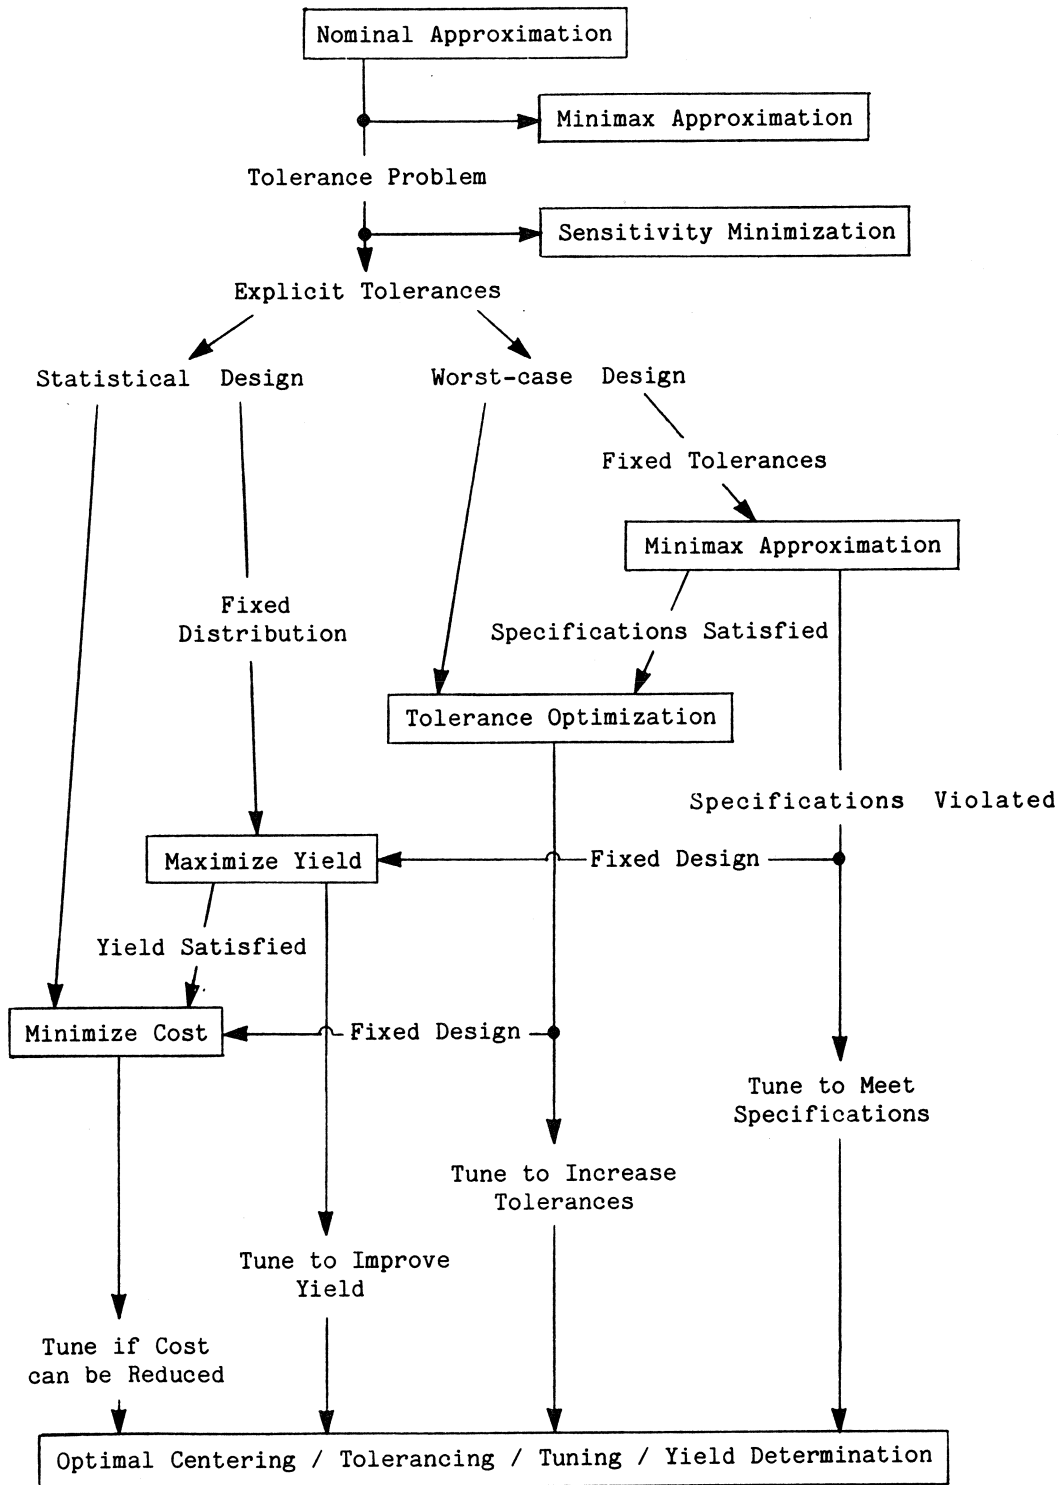 Nominal Approximation
Minimax Approximation
Tolerance Problem
Sensitivity Minimization
Explicit Tolerances
Statistical Design
Worst-case Design
Fixed Tolerances
Minimax Approximation
Fixed
Distribution
Specifications Satisfied
Tolerance Optimization
Specifications Violated
Maximize Yield
Fixed Design
Yield Satisfied
Minimize Cost
Fixed Design
Tune to Meet
Specifications
Tune to Increase
Tolerances
Tune to Improve
Yield
Tune if Cost
can be Reduced
Optimal Centering / Tolerancing / Tuning / Yield Determination